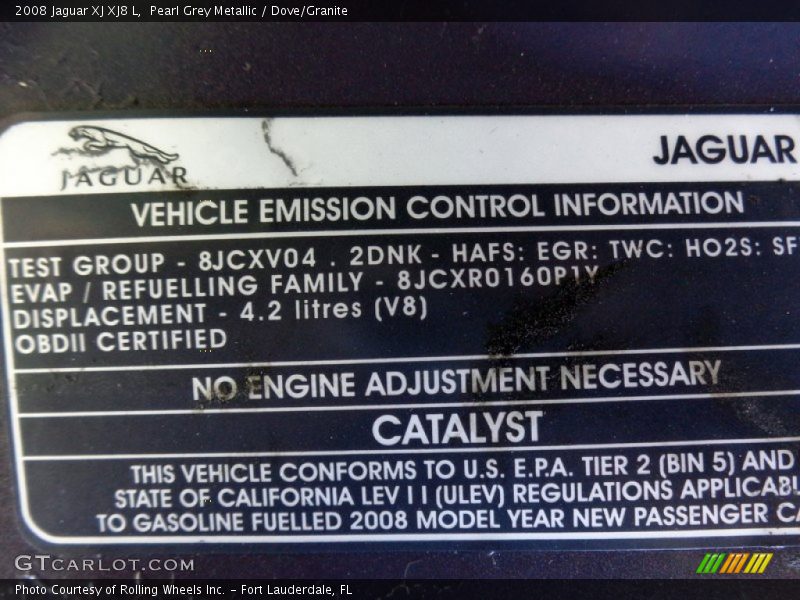 2008 Jaguar XJ XJ8 L, Pearl Grey Metallic / Dove/Granite
JAGUAR
JAGUAR
VEHICLE EMISSION CONTROL INFORMATION
TEST GROUP - 8JCXV04 . 2DNK - HAFS: EGR: TWC: HO2S: SF
EVAP / REFUELLING FAMILY - 8JCXR0160P1Y
DISPLACEMENT - 4.2 litres (V8)
OBDII CERTIFIED
NO ENGINE ADJUSTMENT NECESSARY
CATALYST
THIS VEHICLE CONFORMS TO U.S. E.P.A. TIER 2 (BIN 5) AND
STATE OF CALIFORNIA LEV I I (ULEV) REGULATIONS APPLICABL
TO GASOLINE FUELLED 2008 MODEL YEAR NEW PASSENGER CA
GTcarlot.com
Photo Courtesy of Rolling Wheels Inc. - Fort Lauderdale, FL